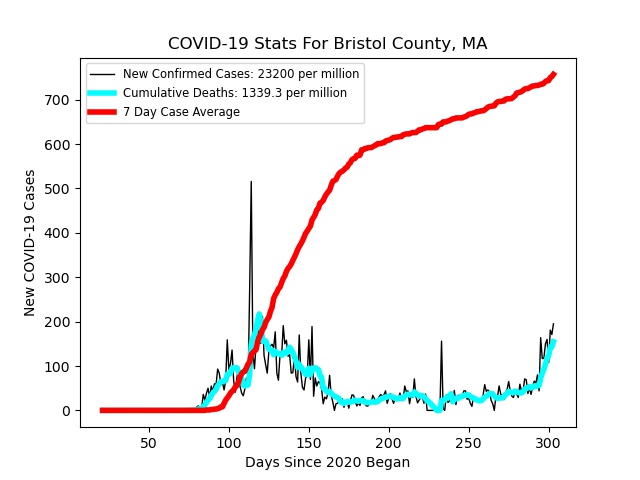 COVID-19 Stats For Bristol County, MA
New Confirmed Cases: 23200 per million
Cumulative Deaths: 1339.3 per million
7 Day Case Average
New COVID-19 Cases
700
600
500
400
300
200
100
0
50
100
150
200
250
300
Days Since 2020 Began